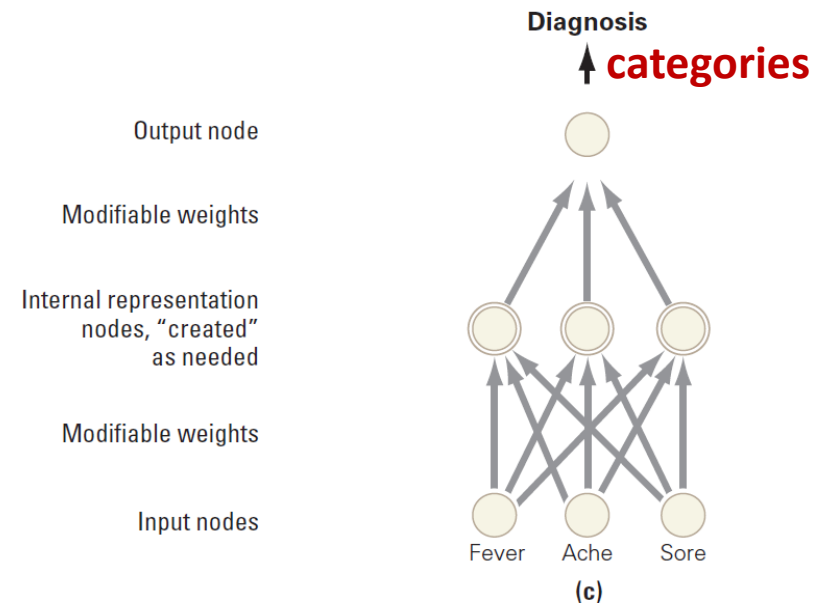 Diagnosis
categories
Output node
Modifiable weights
Internal representation
nodes, “created”
as needed
Modifiable weights
Input nodes
Fever Ache Sore
(c)